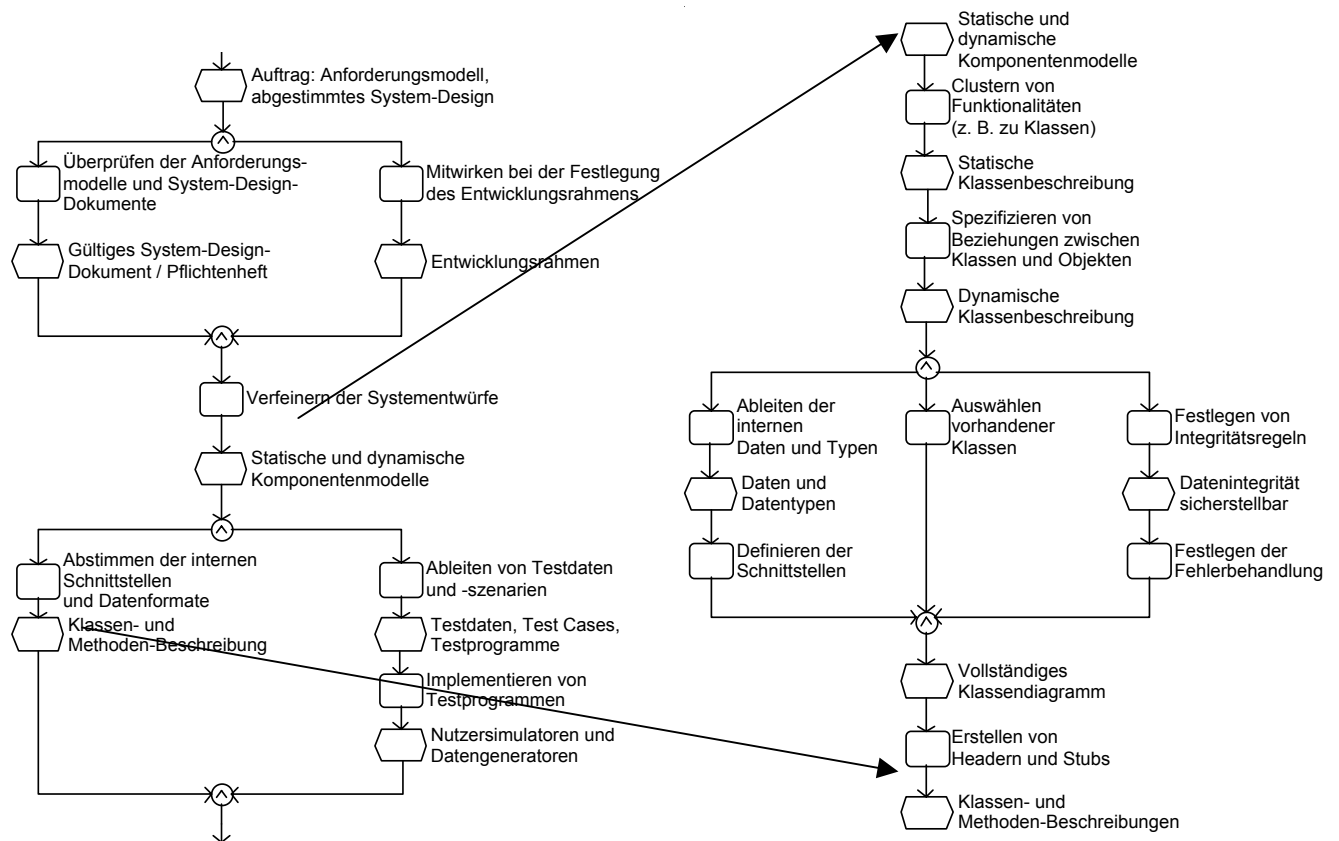 Auftrag: Anforderungsmodell,
abgestimmtes System-Design
Überprüfen der Anforderungs-
modelle und System-Design-
Dokumente
Mitwirken bei der Festlegung
des Entwicklungsrahmens
Gültiges System-Design-
Dokument / Pflichtenheft
Entwicklungsrahmen
Verfeinern der Systementwürfe
Statische und dynamische
Komponentenmodelle
Abstimmen der internen
Schnittstellen
und Datenformate
Ableiten von Testdaten
und -szenarien
Klassen- und
Methoden-Beschreibung
Testdaten, Test Cases,
Testprogramme
Implementieren von
Testprogrammen
Nutzersimulatoren und
Datengeneratoren
Statische und
dynamische
Komponentenmodelle
Clustern von
Funktionalitäten
(z. B. zu Klassen)
Statische
Klassenbeschreibung
Spezifizieren von
Beziehungen zwischen
Klassen und Objekten
Dynamische
Klassenbeschreibung
Ableiten der
internen
Daten und Typen
Auswählen
vorhandener
Klassen
Festlegen von
Integritätsregeln
Daten und
Datentypen
Datenintegrität
sicherstellbar
Definieren der
Schnittstellen
Festlegen der
Fehlerbehandlung
Vollständiges
Klassendiagramm
Erstellen von
Headern und Stubs
Klassen- und
Methoden-Beschreibungen